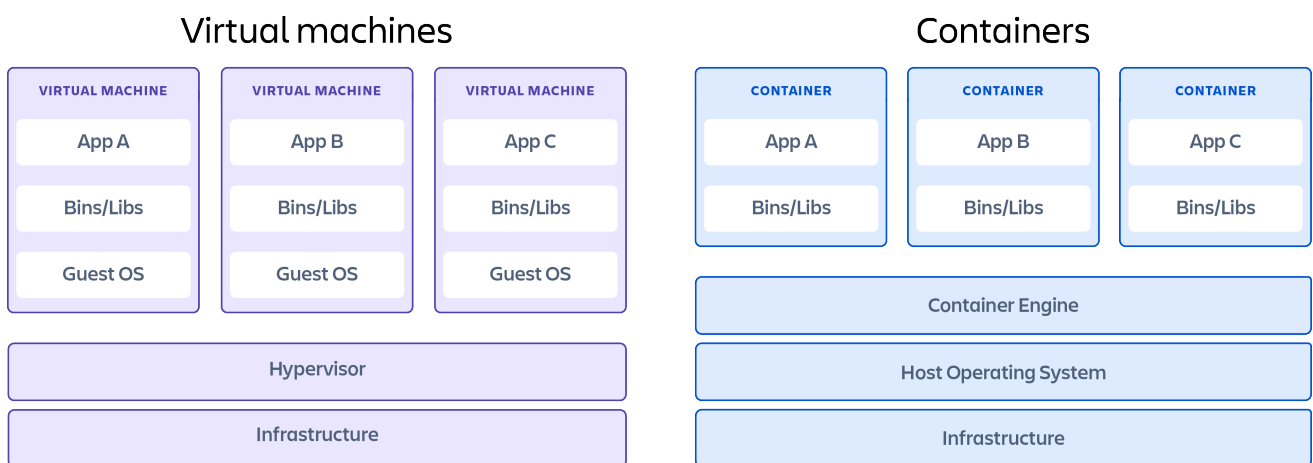 Virtual machines
VIRTUAL MACHINE
App A
Bins/Libs
Guest OS
VIRTUAL MACHINE
App B
Bins/Libs
Guest OS
VIRTUAL MACHINE
App C
Bins/Libs
Guest OS
Hypervisor
Infrastructure
Containers
CONTAINER
App A
Bins/Libs
CONTAINER
App B
Bins/Libs
CONTAINER
App C
Bins/Libs
Container Engine
Host Operating System
Infrastructure